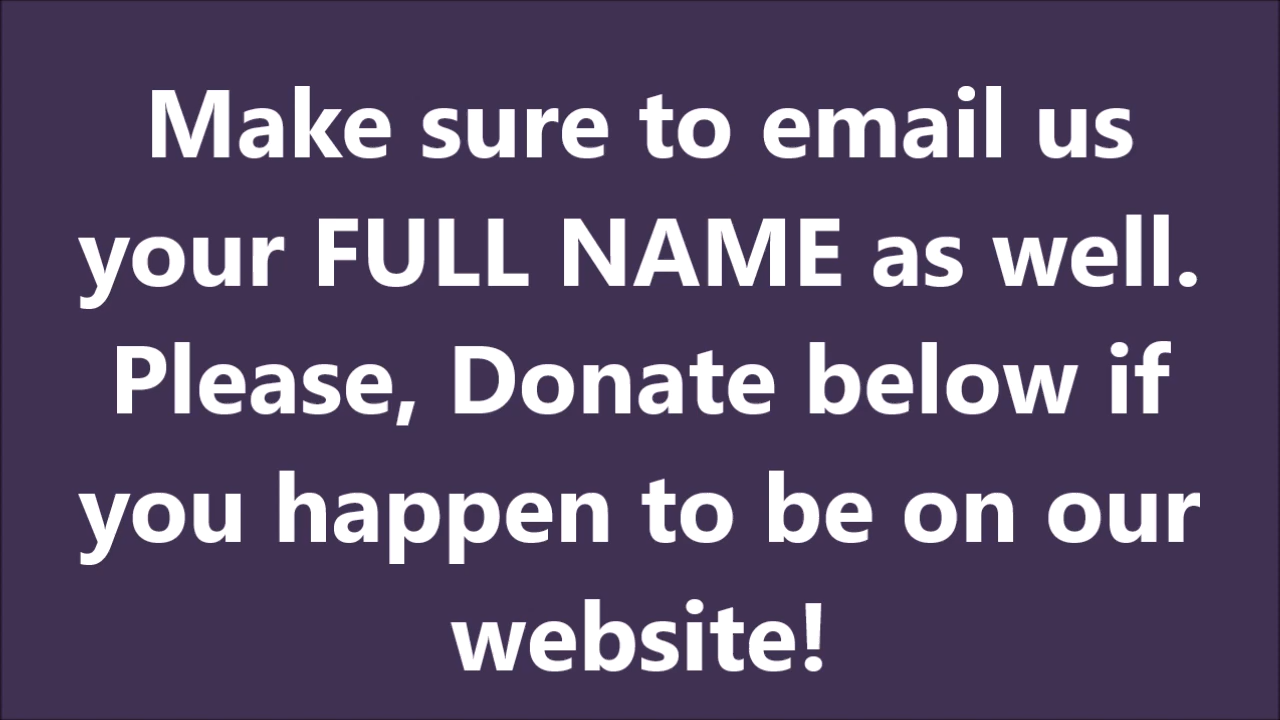 Make sure to email us
your FULL NAME as well.
Please, Donate below if
you happen to be on our
website!